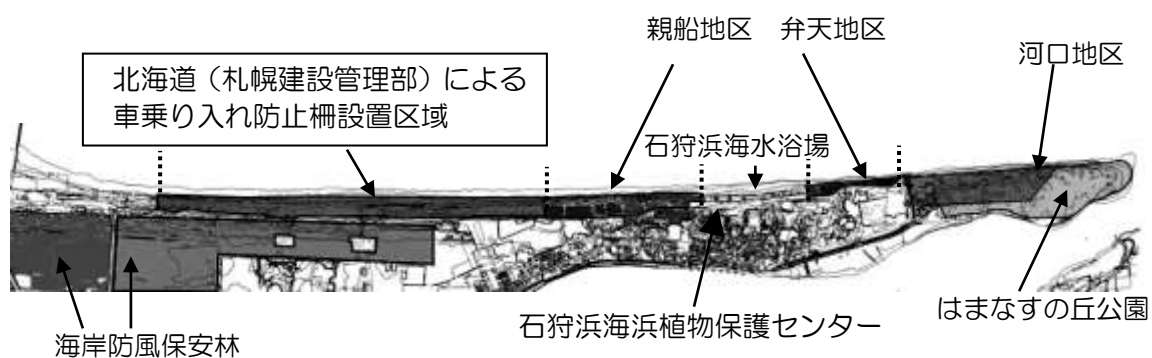 親船地区
弁天地区
河口地区
北海道（札幌建設管理部）による
車乗り入れ防止柵設置区域
石狩浜海水浴場
はまなすの丘公園
石狩浜海浜植物保護センター
海岸防風保安林